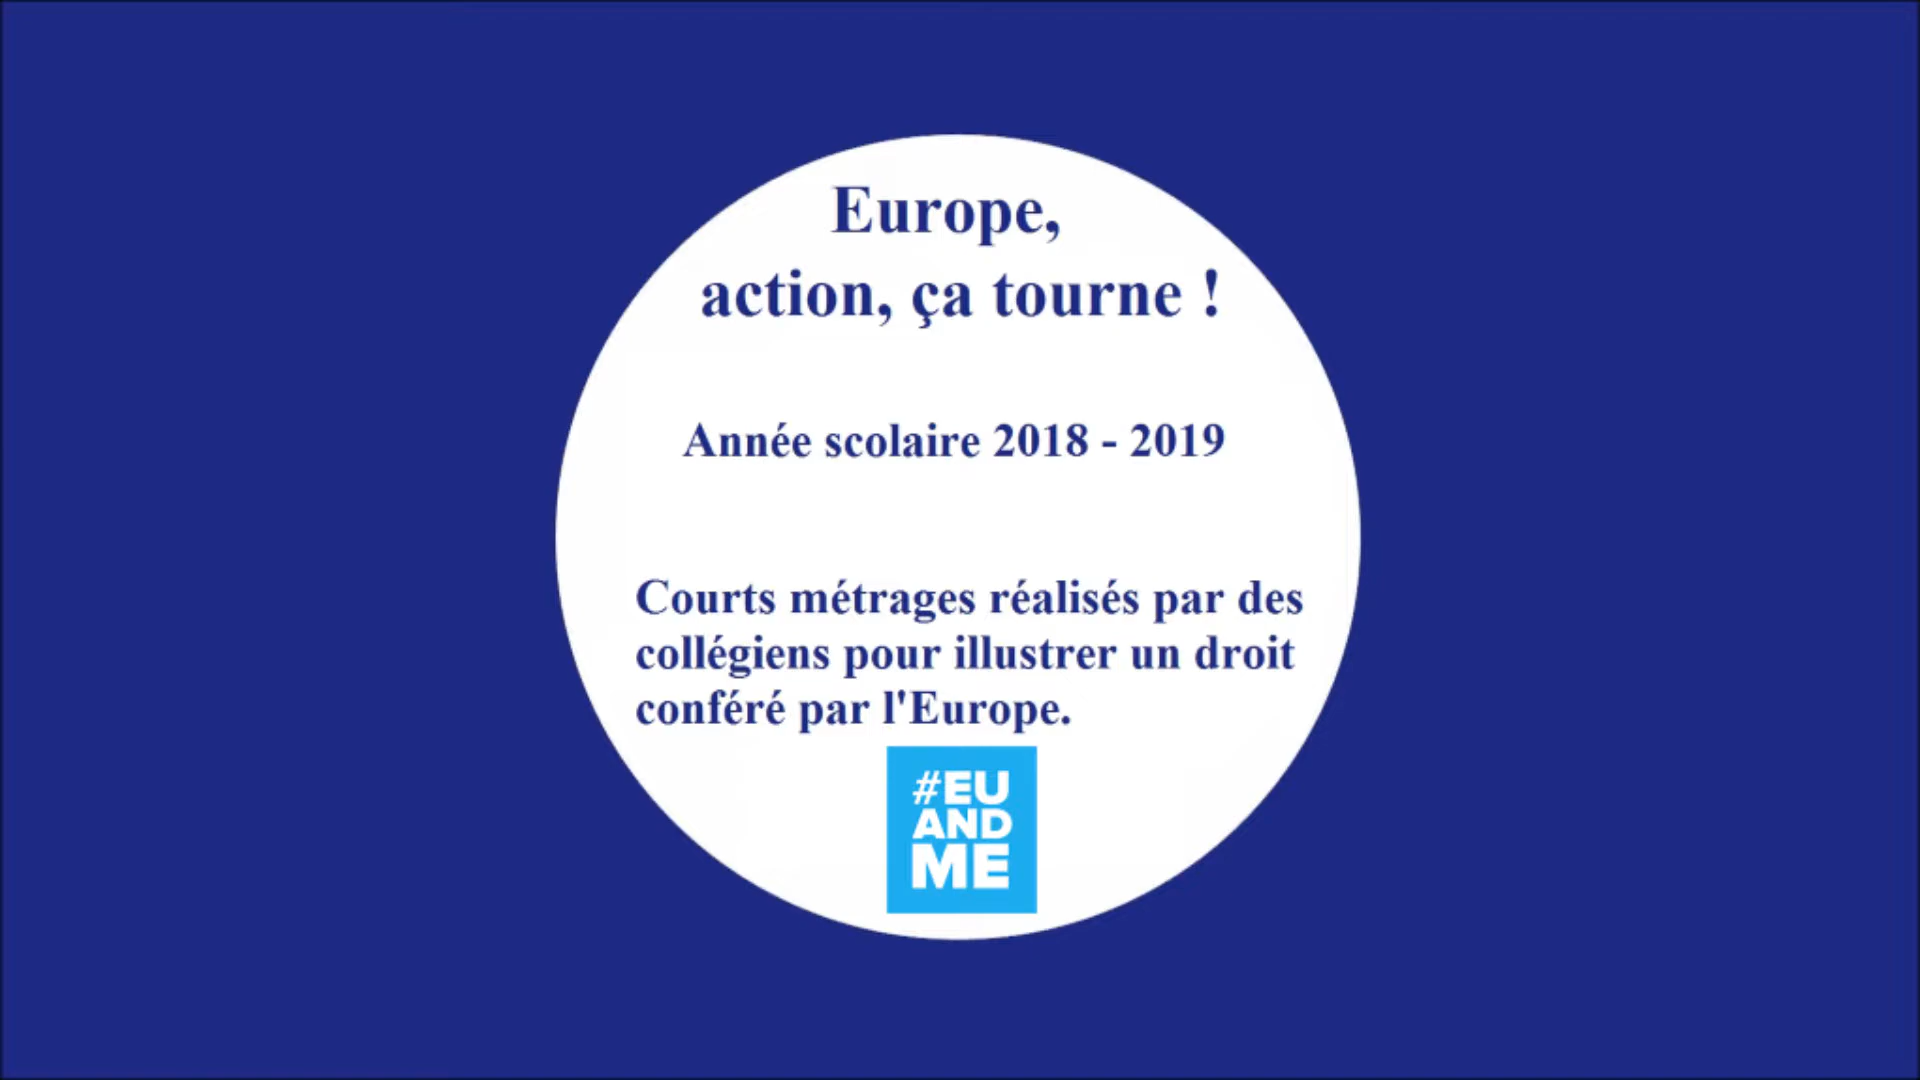 Europe,
action, ça tourne !
Année scolaire 2018 - 2019
Courts métrages réalisés par des
collégiens pour illustrer un droit
conféré par l'Europe.
#EU
AND
ME